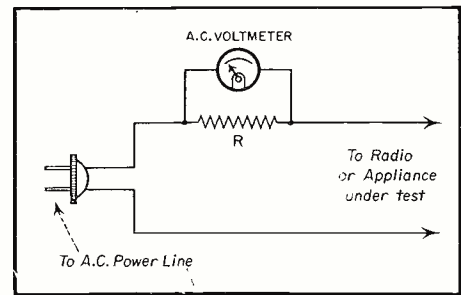 A.C. VOLTMETER
R
To Radio
or Appliance
under test
To A.C. Power Line